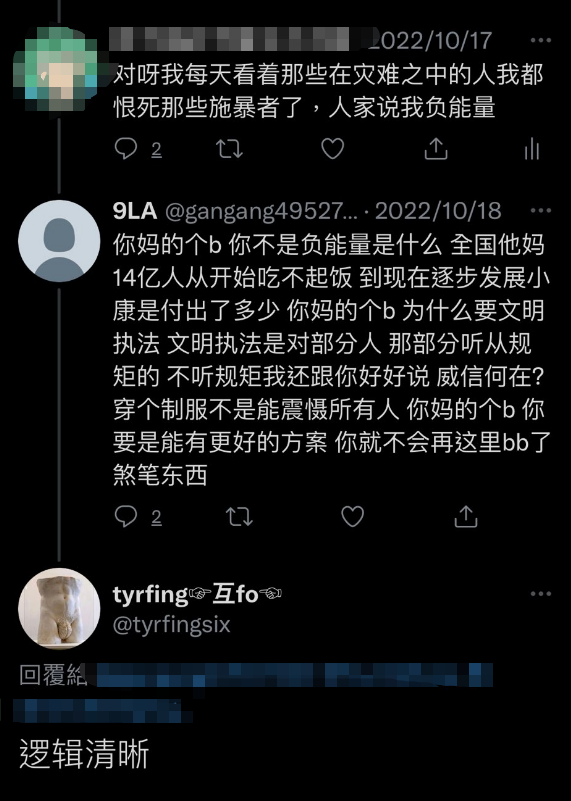 2022/10/17
对呀我每天看着那些在灾难之中的人我都
恨死那些施暴者了，人家说我负能量
2
9LA @gangang49527... · 2022/10/18
你妈的个b 你不是负能量是什么 全国他妈
14亿人从开始吃不起饭 到现在逐步发展小
康是付出了多少 你妈的个b 为什么要文明
执法 文明执法是对部分人 那部分听从规
矩的 不听规矩我还跟你好好说 威信何在?
穿个制服不是能震慑所有人 你妈的个b 你
要是能有更好的方案 你就不会再这里bb了
煞笔东西
2
tyrfing👉互fo👈
@tyrfingsix
回覆給
逻辑清晰